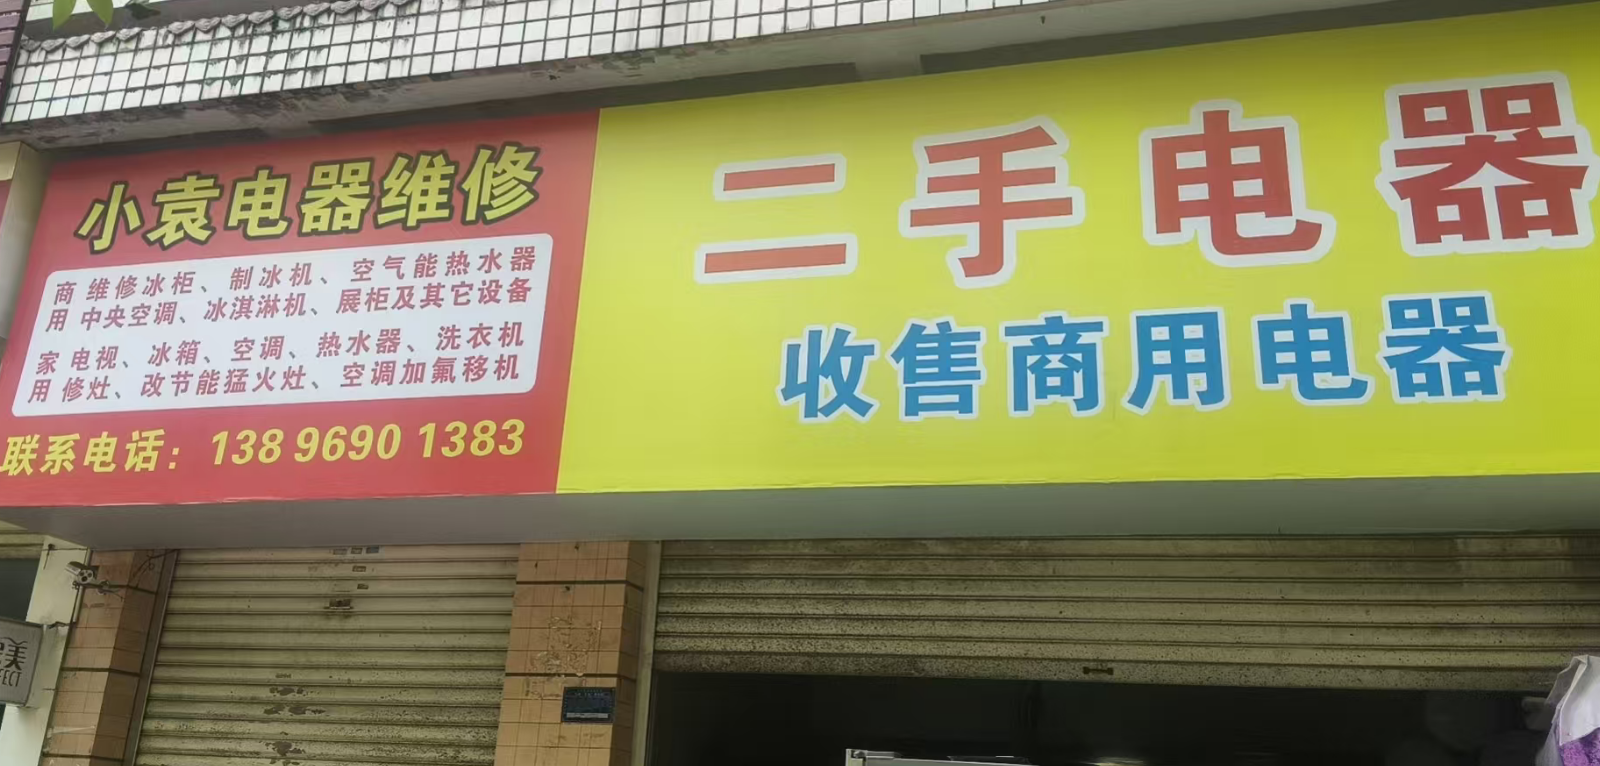 小袁电器维修
商 维修冰柜、制冰机、空气能热水器
用 中央空调、冰淇淋机、展柜及其它设备
家 电视、冰箱、空调、热水器、洗衣机
用 修灶、改节能猛火灶、空调加氟移机
联系电话：138 9690 1383
二手电器
收售商用电器
美